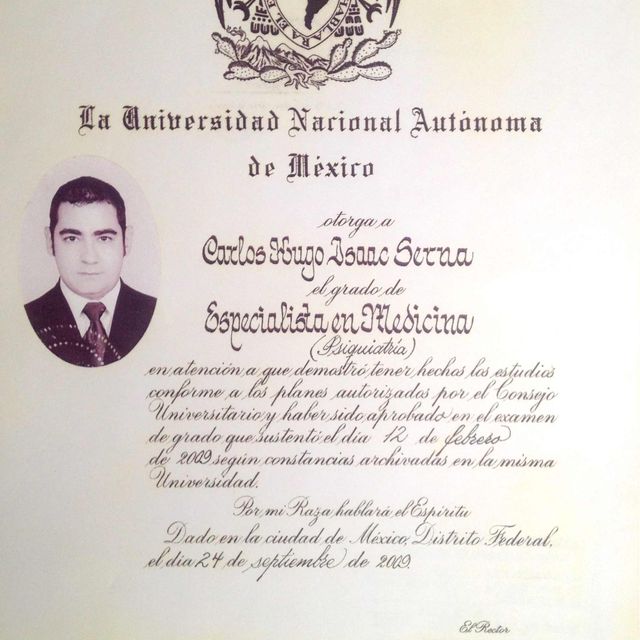 HABLARA EL E
La Universidad Nacional Autónoma
de México
otorga a
Carlos Hugo Isaac Serna
el grado de
Especialista en Medicina
(Psiquiatría)
en atención a que demostró tener hechos los estudios
conforme a los planes autorizados por el Consejo
Universitario y haber sido aprobado en el examen
de grado que sustentó el día 12 de febrero
de 2009 según constancias archivadas en la misma
Universidad.
Por mi Raza hablará el Espíritu
Dado en la ciudad de México, Distrito Federal,
el día 24 de septiembre de 2009.
El Rector